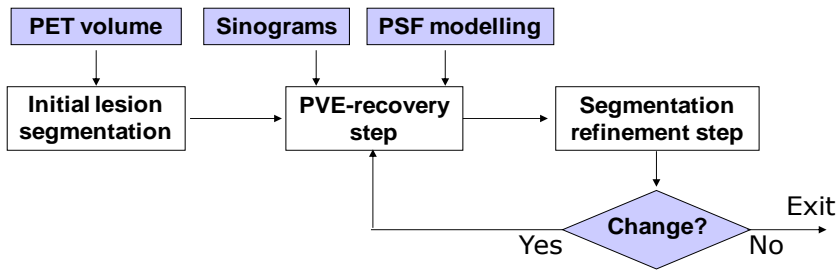 PET volume
Sinograms
PSF modelling
Initial lesion
segmentation
PVE-recovery
step
Segmentation
refinement step
Change?
Yes
No
Exit